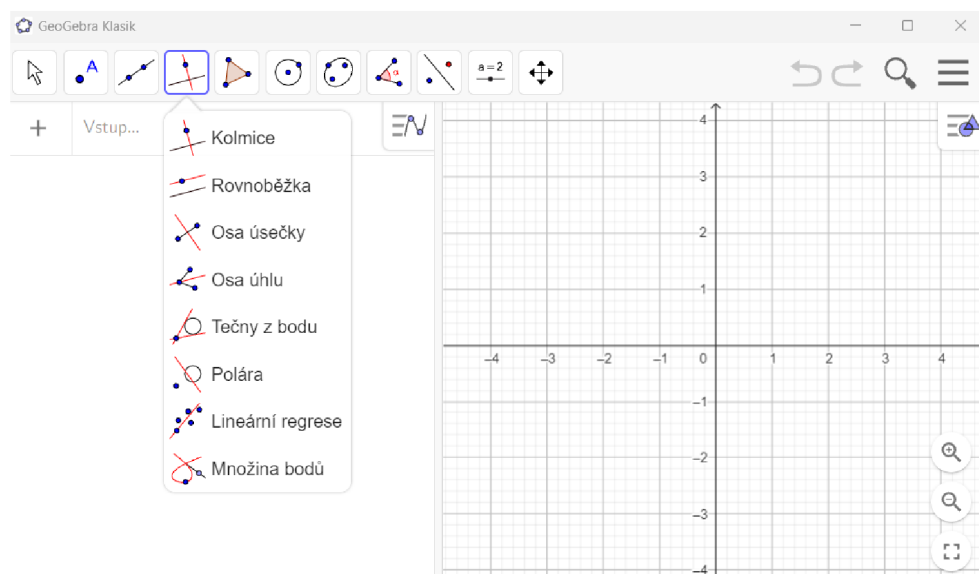 GeoGebra Klasik
A
α
a = 2
Vstup...
Kolmice
Rovnoběžka
Osa úsečky
Osa úhlu
Tečny z bodu
Polára
Lineární regrese
Množina bodů
4
3
2
1
–4 –3 –2 –1 0 1 2 3 4
–1
–2
–3
–4